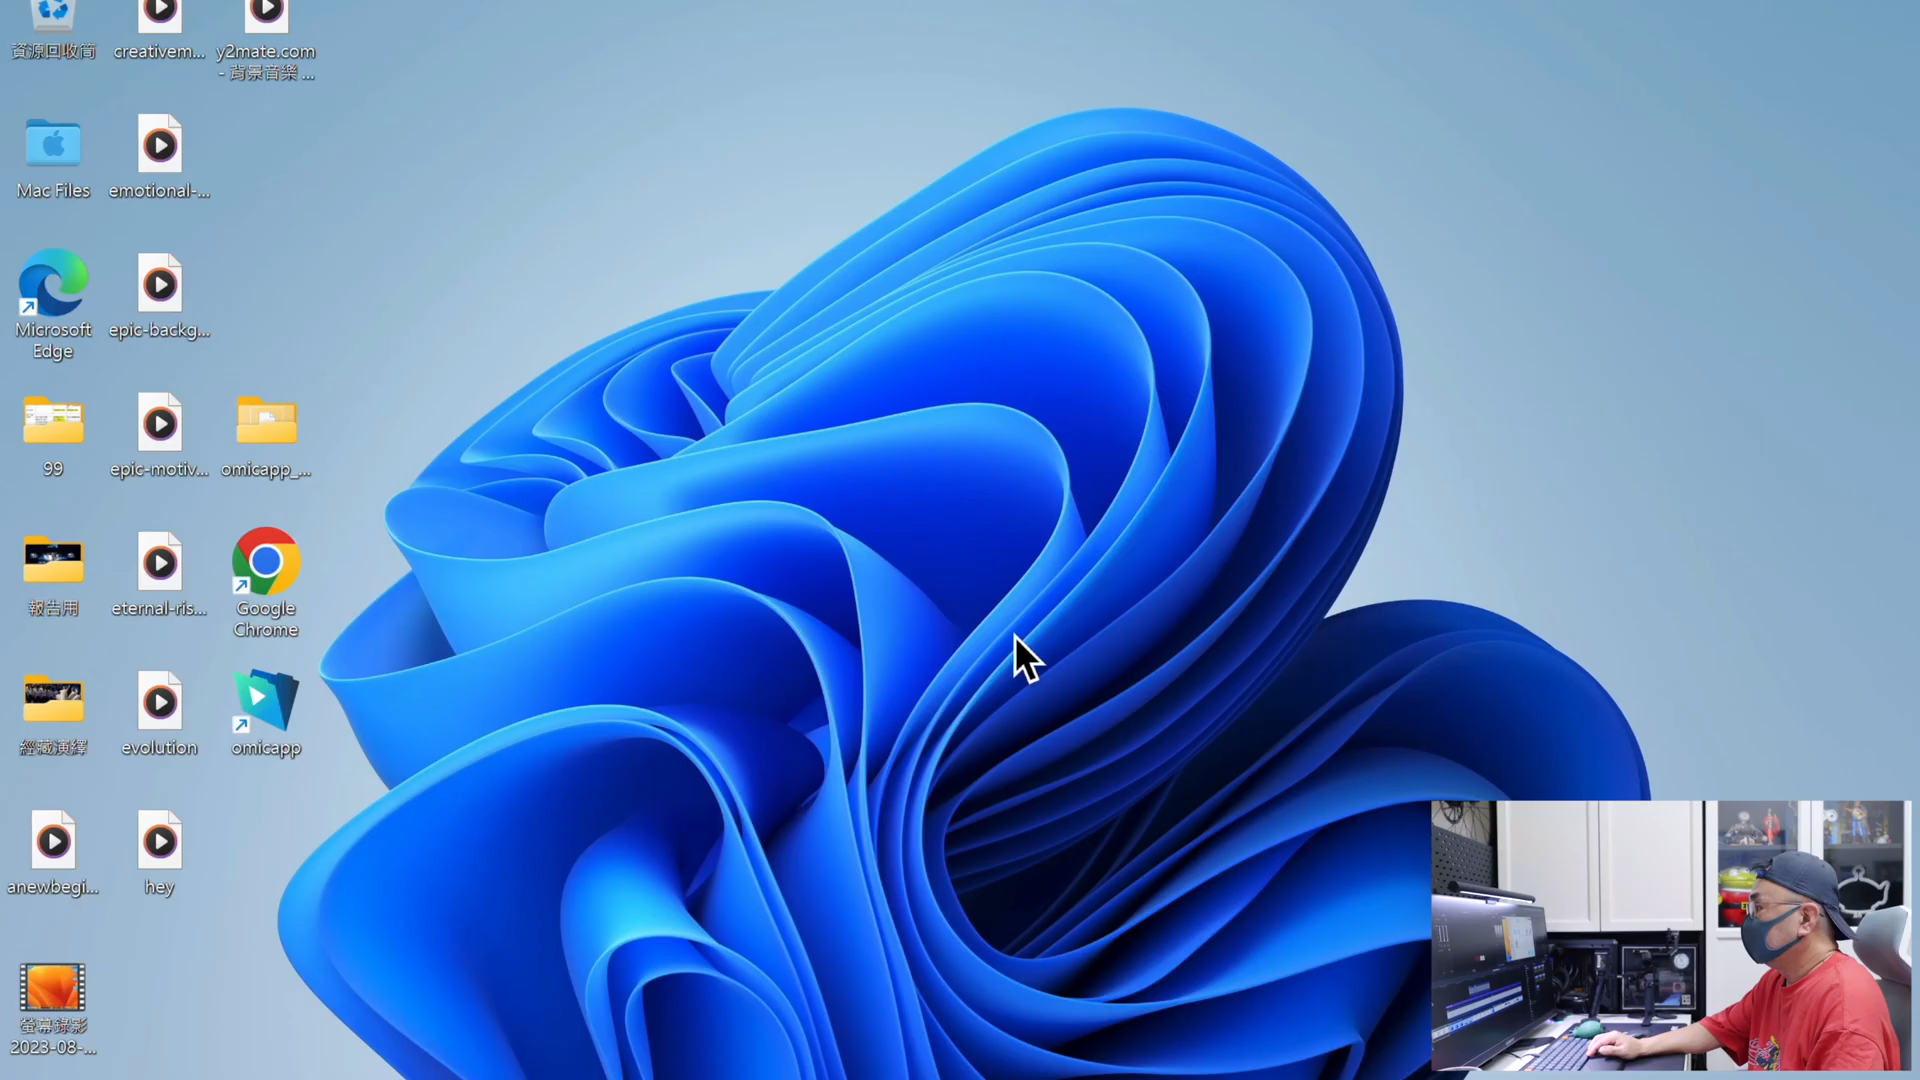 資源回收筒
creativem...
y2mate.com
- 背景音樂 ...
Mac Files
emotional-...
Microsoft
Edge
epic-backg...
99
epic-motiv...
omicapp_...
報告用
eternal-ris...
Google
Chrome
經藏演繹
evolution
omicapp
anewbegi...
hey
螢幕錄影
2023-08-...